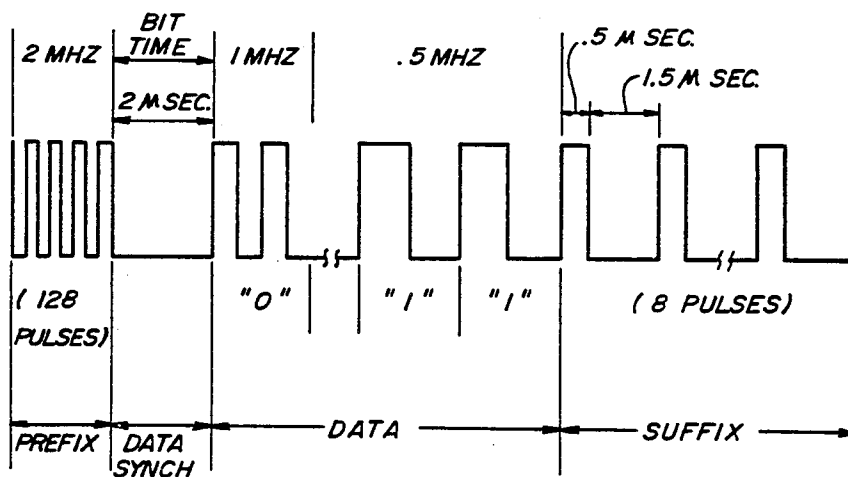 BIT
TIME
2 MHZ
1 MHZ
.5 MHZ
.5 M SEC.
1.5 M SEC.
2 M SEC.
(128
PULSES)
"0"
"1"
"1"
(8 PULSES)
PREFIX
DATA
SYNCH
DATA
SUFFIX